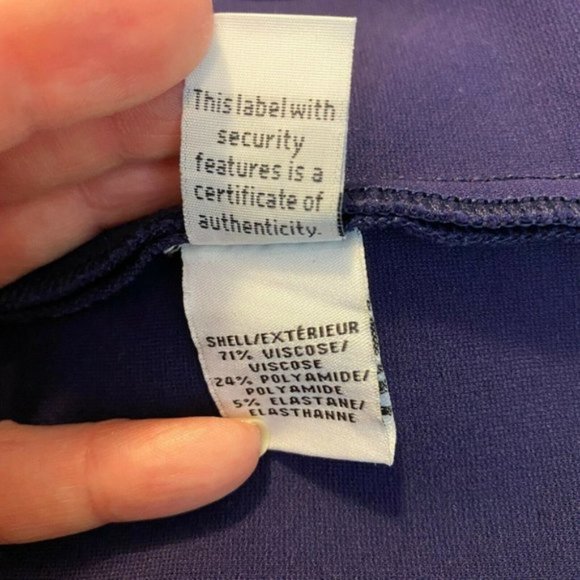 This label with
security
features is a
certificate of
authenticity.
SHELL/EXTÉRIEUR
71% VISCOSE/
VISCOSE
24% POLYAMIDE/
POLYAMIDE
5% ELASTANE/
ELASTHANNE